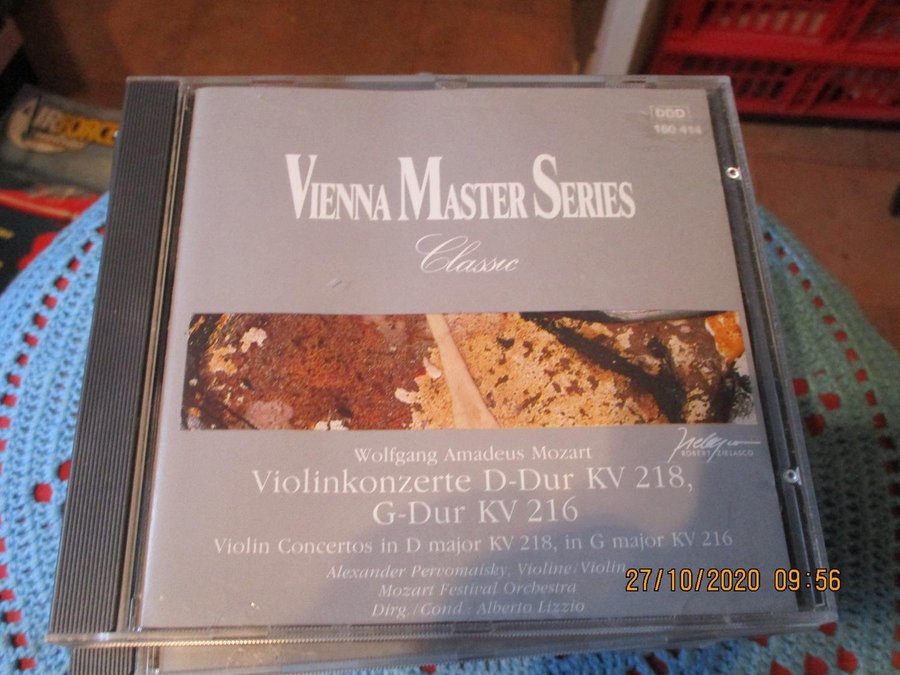 DDD
160 414
VIENNA MASTER SERIES
Classic
Wolfgang Amadeus Mozart
ROBERT ZIELASCO
Violinkonzerte D-Dur KV 218,
G-Dur KV 216
Violin Concertos in D major KV 218, in G major KV 216
Alexander Pervomaisky, Violine/Violin
Mozart Festival Orchestra
Dirg./Cond.: Alberto Lizzio
27/10/2020 09:56